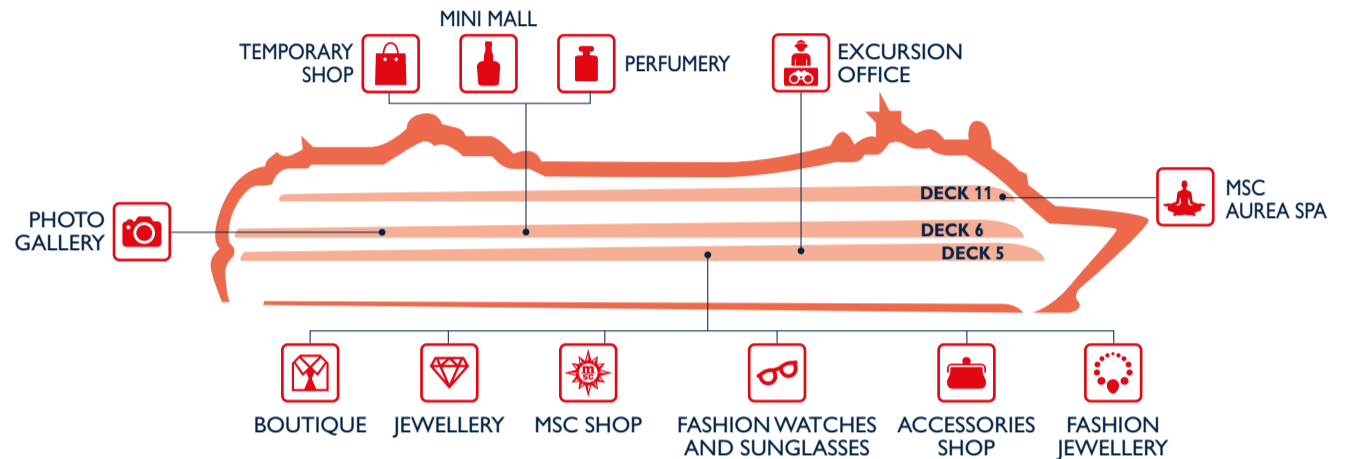 MINI MALL
TEMPORARY
SHOP
PERFUMERY
EXCURSION
OFFICE
DECK 11
MSC
AUREA SPA
PHOTO
GALLERY
DECK 6
DECK 5
msc
BOUTIQUE
JEWELLERY
MSC SHOP
FASHION WATCHES
AND SUNGLASSES
ACCESSORIES
SHOP
FASHION
JEWELLERY